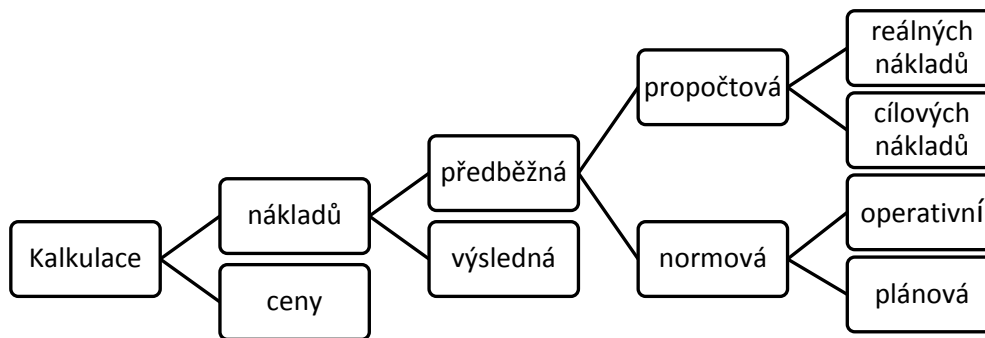 Kalkulace
nákladů
ceny
předběžná
výsledná
propočtová
normová
reálných
nákladů
cílových
nákladů
operativní
plánová